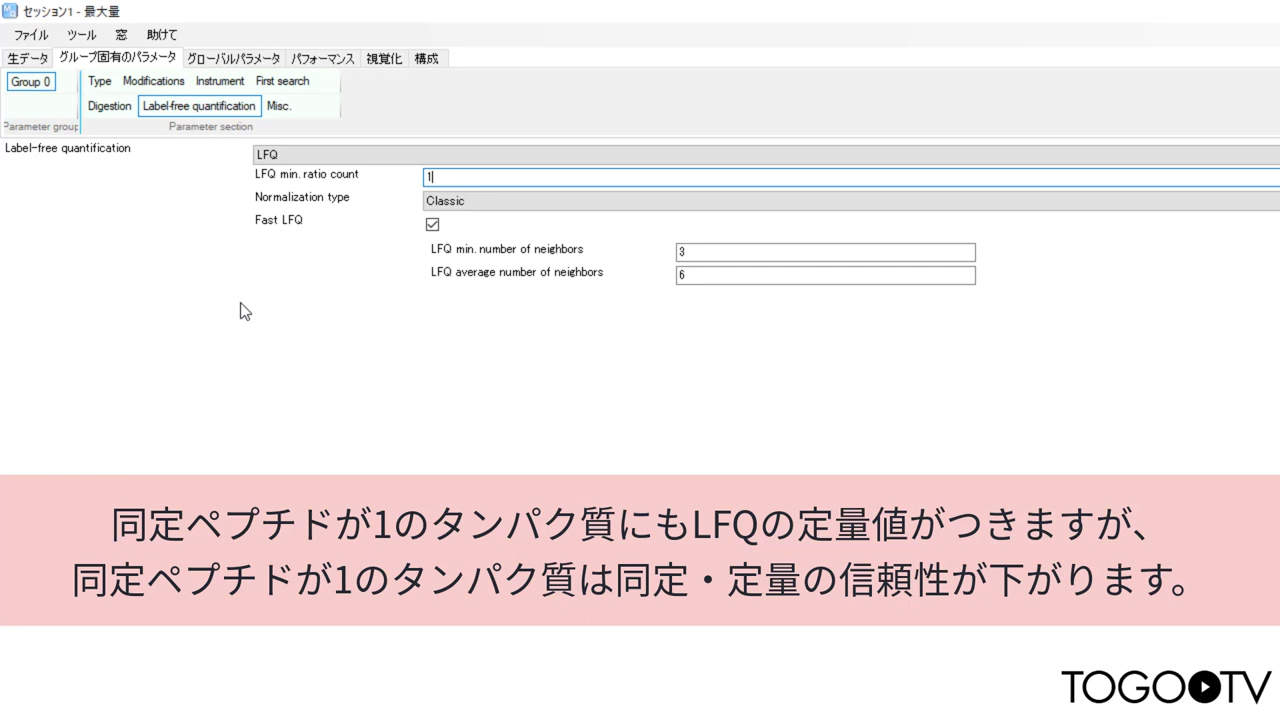 セッション1 - 最大量
ファイル ツール 窓 助けて
生データ グループ固有のパラメータ グローバルパラメータ パフォーマンス 視覚化 構成
Group 0 Type Modifications Instrument First search
Digestion Label-free quantification Misc.
Parameter group Parameter section
Label-free quantification LFQ
LFQ min. ratio count 1
Normalization type Classic
Fast LFQ
LFQ min. number of neighbors 3
LFQ average number of neighbors 6
同定ペプチドが1のタンパク質にもLFQの定量値がつきますが、
同定ペプチドが1のタンパク質は同定・定量の信頼性が下がります。
TOGOTV